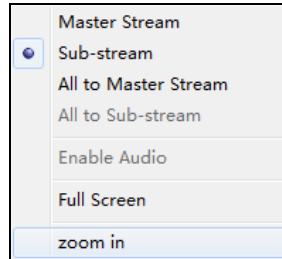 Master Stream
Sub-stream
All to Master Stream
All to Sub-stream
Enable Audio
Full Screen
zoom in